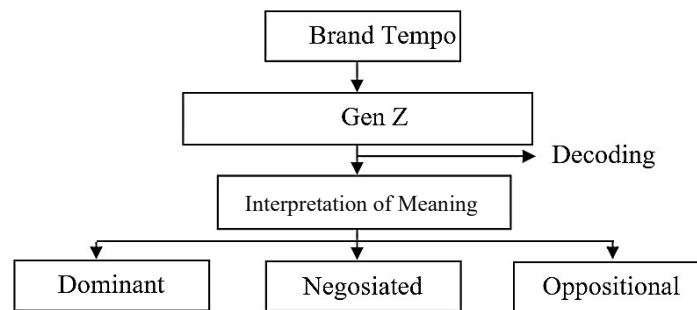 Brand Tempo
Gen Z
Decoding
Interpretation of Meaning
Dominant
Negosiated
Oppositional